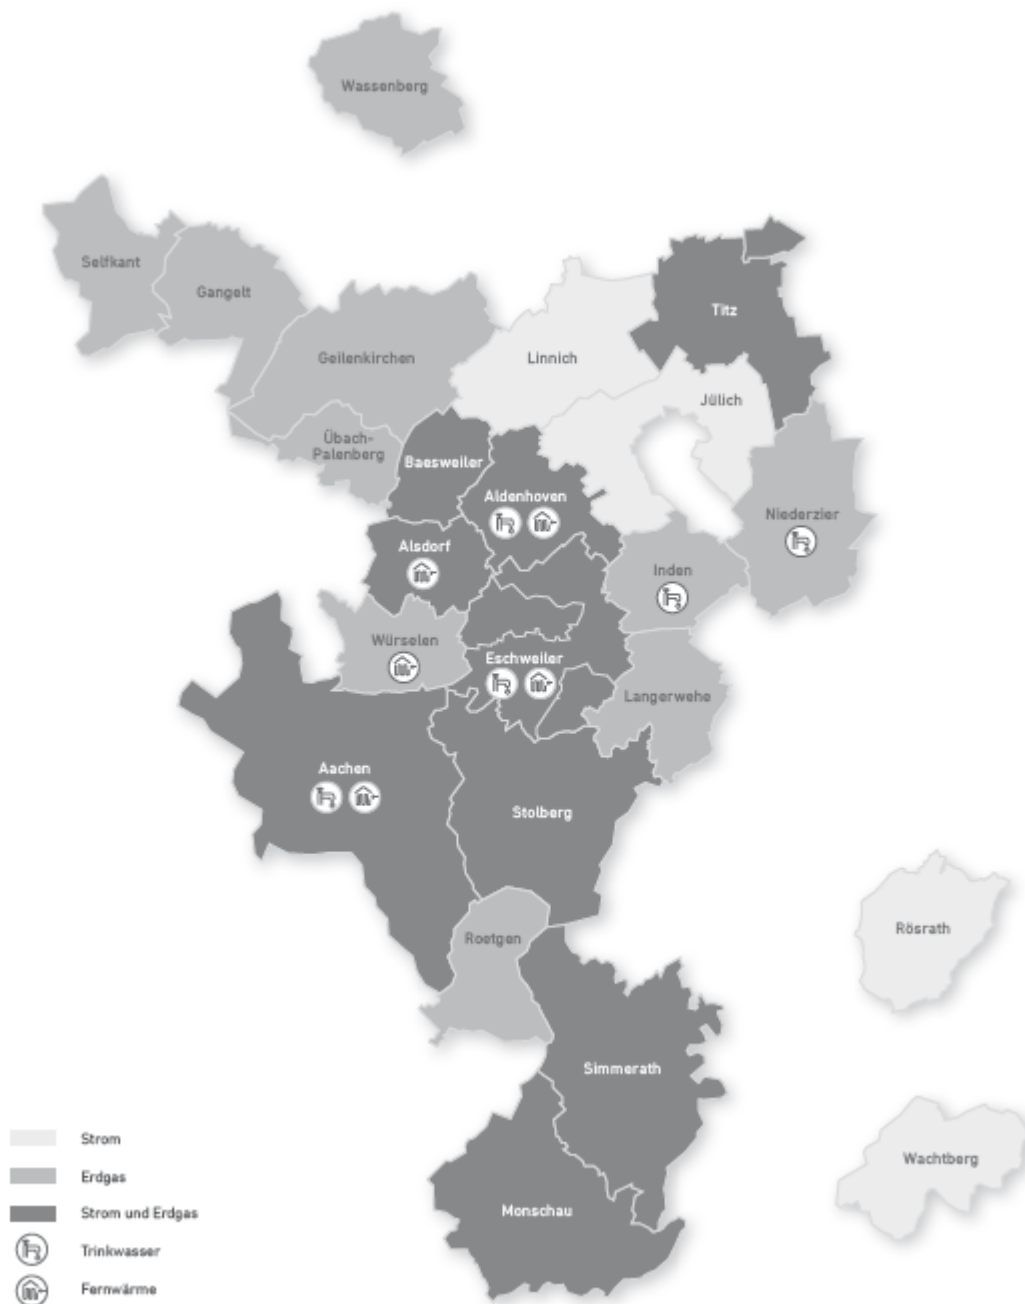 Wassenberg
Selfkant
Gangelt
Titz
Geilenkirchen
Linnich
Jülich
Übach-
Palenberg
Baesweiler
Aldenhoven
Niederzier
Alsdorf
Inden
Würselen
Eschweiler
Langerwehe
Aachen
Stolberg
Roetgen
Rösrath
Simmerath
Wachtberg
Monschau
Strom
Erdgas
Strom und Erdgas
Trinkwasser
Fernwärme